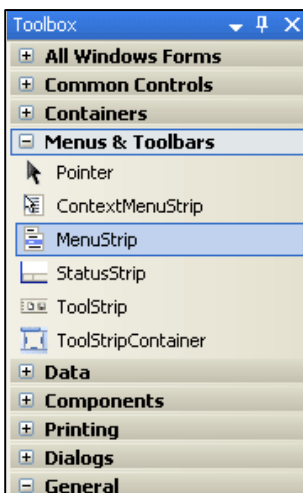 Toolbox
All Windows Forms
Common Controls
Containers
Menus & Toolbars
Pointer
ContextMenuStrip
MenuStrip
StatusStrip
ToolStrip
ToolStripContainer
Data
Components
Printing
Dialogs
General